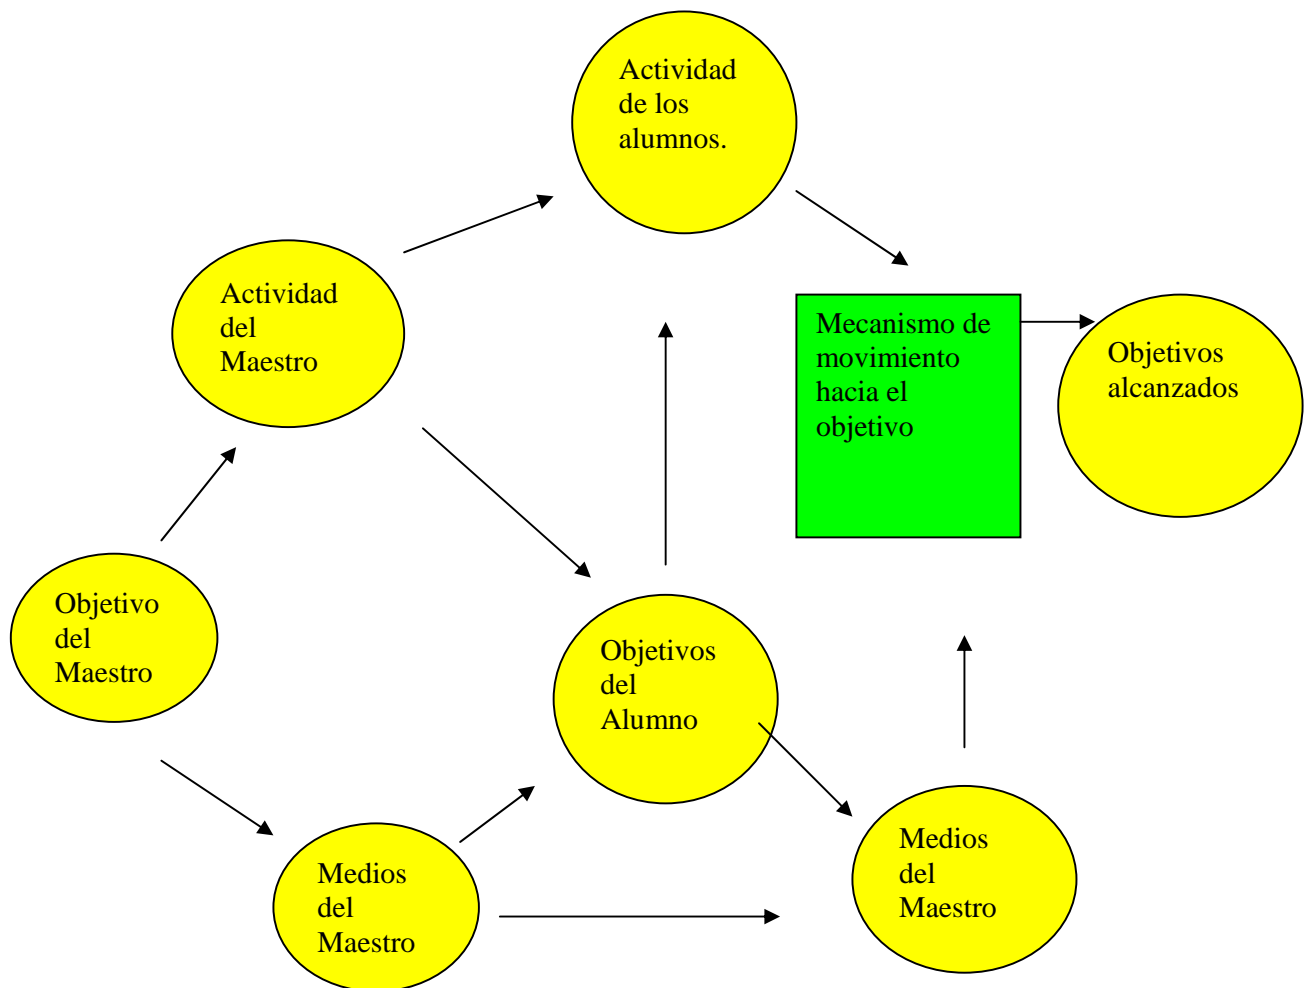 Actividad
de los
alumnos.
Actividad
del
Maestro
Mecanismo de
movimiento
hacia el
objetivo
Objetivos
alcanzados
Objetivo
del
Maestro
Objetivos
del
Alumno
Medios
del
Maestro
Medios
del
Maestro